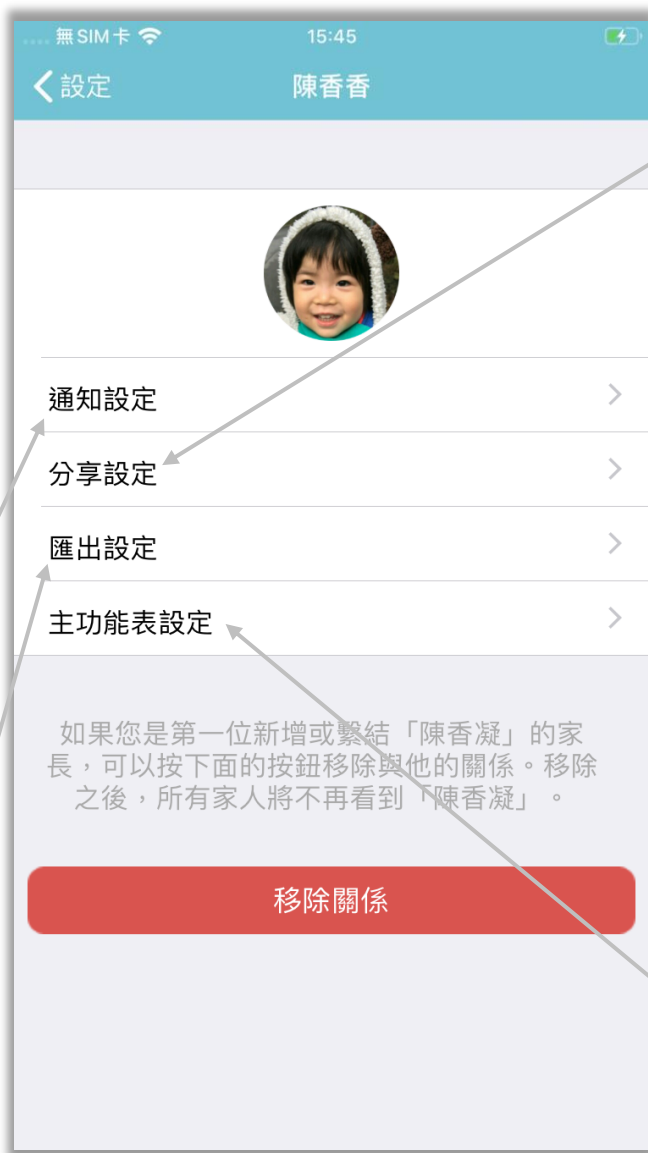 無SIM卡
15:45
設定
陳香香
通知設定
分享設定
匯出設定
主功能表設定
如果您是第一位新增或繫結「陳香凝」的家
長，可以按下面的按鈕移除與他的關係。移除
之後，所有家人將不再看到「陳香凝」。
移除關係